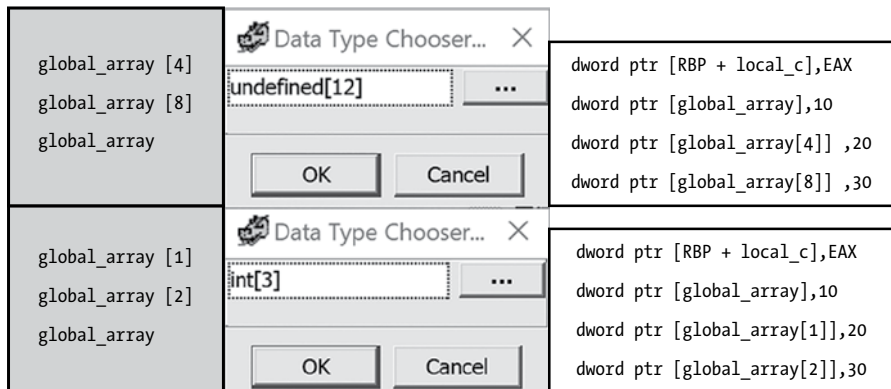 global_array [4]
global_array [8]
global_array
Data Type Chooser...
undefined[12]
...
OK
Cancel
dword ptr [RBP + local_c],EAX
dword ptr [global_array],10
dword ptr [global_array[4]] ,20
dword ptr [global_array[8]] ,30
global_array [1]
global_array [2]
global_array
Data Type Chooser...
int[3]
...
OK
Cancel
dword ptr [RBP + local_c],EAX
dword ptr [global_array],10
dword ptr [global_array[1]],20
dword ptr [global_array[2]],30